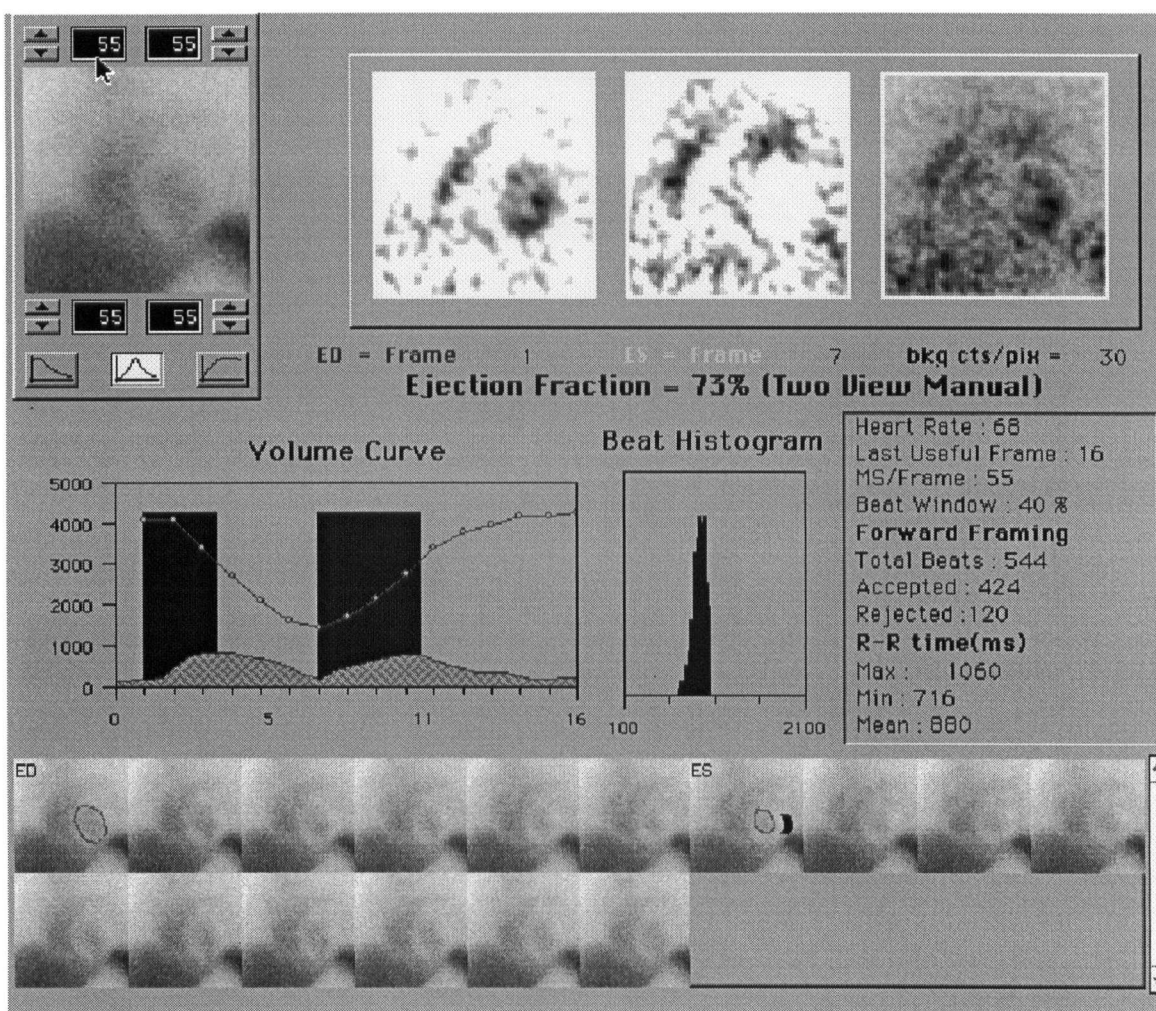 55 55
55 55
ED = Frame 1 ES = Frame 7 bkg cts/pix = 30
Ejection Fraction = 73% (Two View Manual)
Volume Curve
5000
4000
3000
2000
1000
0
0 5 11 16
Beat Histogram
100 2100
Heart Rate : 68
Last Useful Frame : 16
MS/Frame : 55
Beat Window : 40 %
Forward Framing
Total Beats : 544
Accepted : 424
Rejected :120
R-R time(ms)
Max : 1060
Min : 716
Mean : 880
ED ES